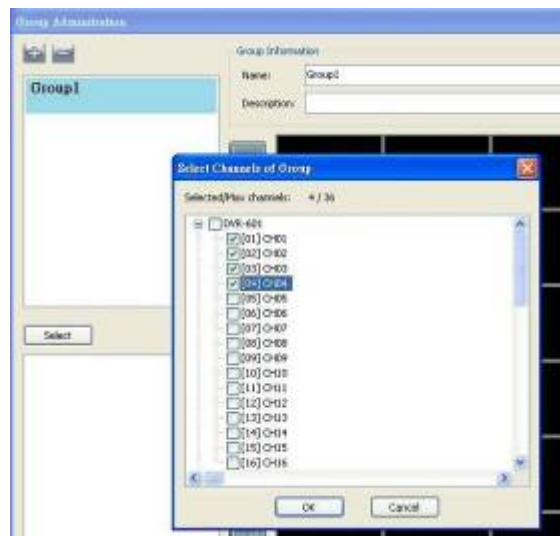 Group Administration
Group Information
Name: Group1
Group1
Description:
Select Channels of Group
Selected/Max channels: 4 / 36
DVR-601
[01] CH01
[02] CH02
[03] CH03
[04] CH04
[05] CH05
[06] CH06
[07] CH07
[08] CH08
[09] CH09
[10] CH10
[11] CH11
[12] CH12
[13] CH13
[14] CH14
[15] CH15
[16] CH16
Select
OK
Cancel